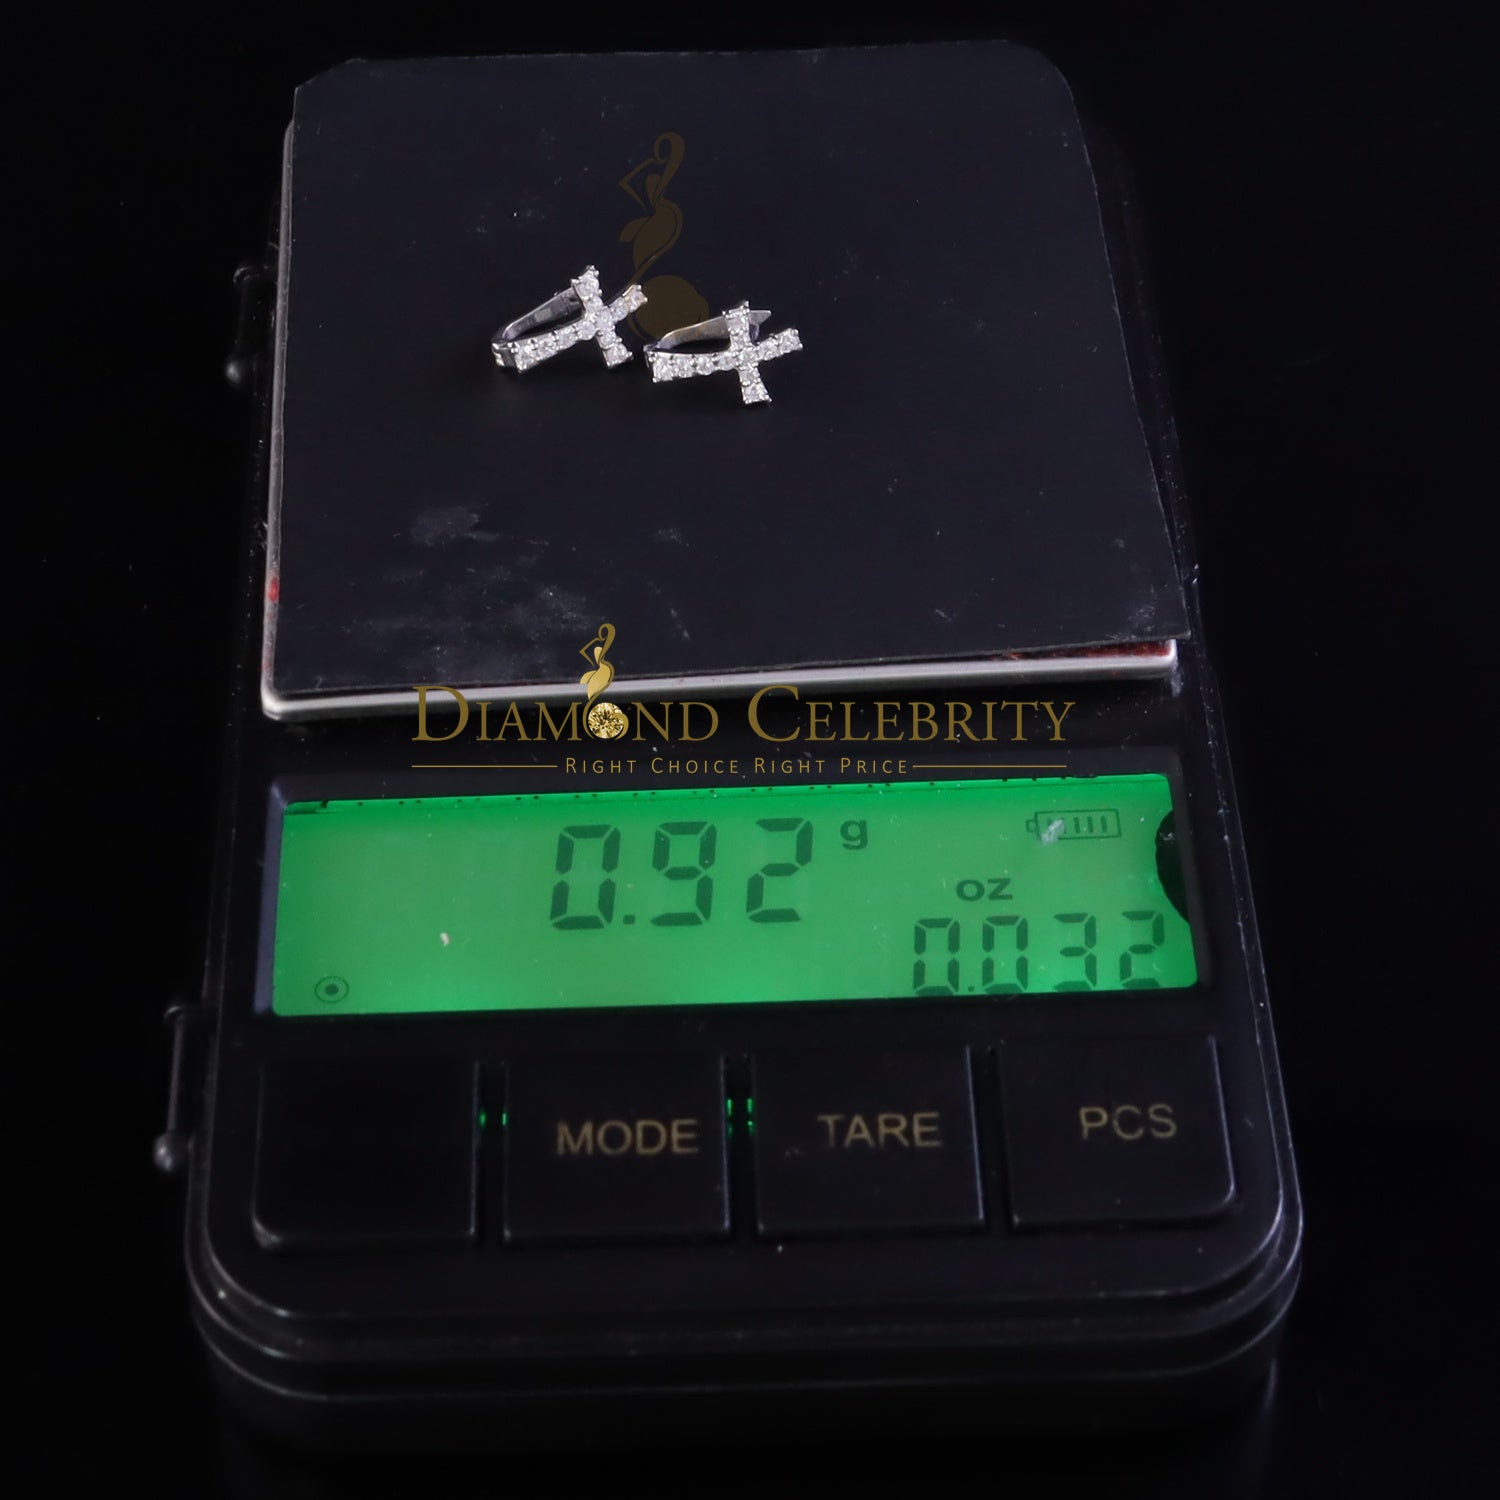 DIAMOND CELEBRITY
RIGHT CHOICE RIGHT PRICE
0.92 g
oz
0.032
MODE TARE PCS